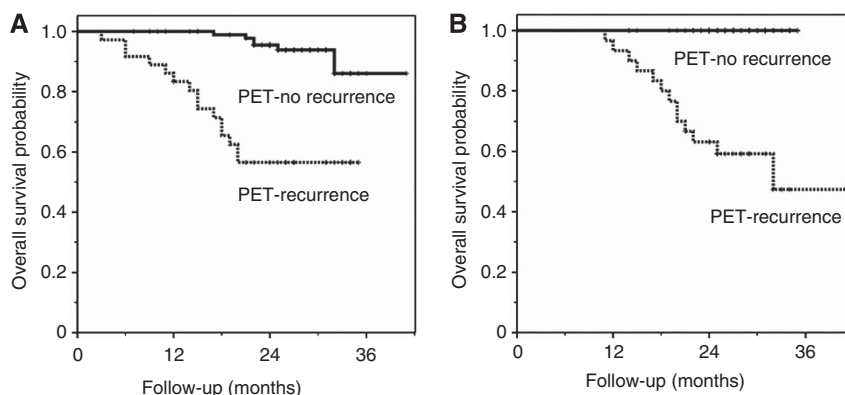 A
Overall survival probability
1.0
0.8
0.6
0.4
0.2
0
PET-no recurrence
PET-recurrence
0 12 24 36
Follow-up (months)
B
Overall survival probability
1.0
0.8
0.6
0.4
0.2
0
PET-no recurrence
PET-recurrence
0 12 24 36
Follow-up (months)